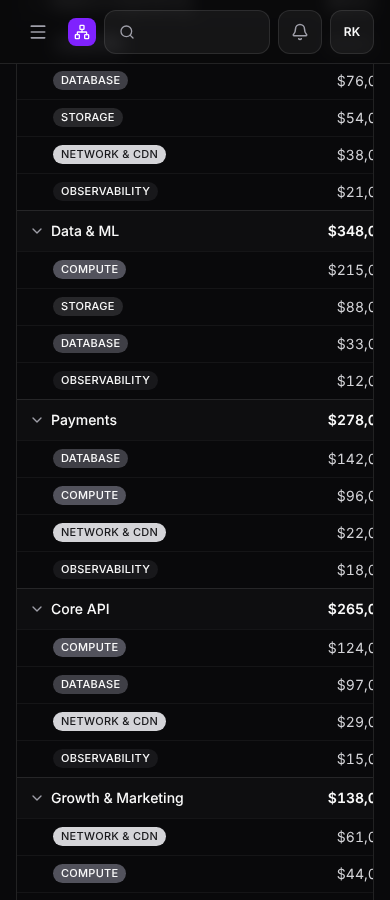 RK
DATABASE $76,0
STORAGE $54,0
NETWORK & CDN $38,0
OBSERVABILITY $21,0
Data & ML $348,0
COMPUTE $215,0
STORAGE $88,0
DATABASE $33,0
OBSERVABILITY $12,0
Payments $278,0
DATABASE $142,0
COMPUTE $96,0
NETWORK & CDN $22,0
OBSERVABILITY $18,0
Core API $265,0
COMPUTE $124,0
DATABASE $97,0
NETWORK & CDN $29,0
OBSERVABILITY $15,0
Growth & Marketing $138,0
NETWORK & CDN $61,0
COMPUTE $44,0